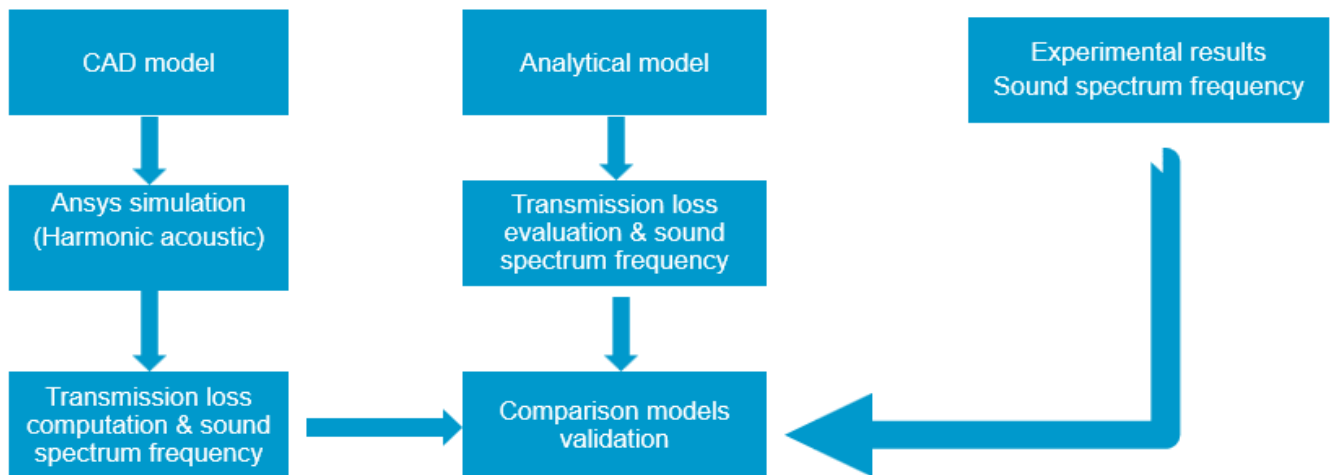 CAD model
Analytical model
Experimental results
Sound spectrum frequency
Ansys simulation
(Harmonic acoustic)
Transmission loss
evaluation & sound
spectrum frequency
Transmission loss
computation & sound
spectrum frequency
Comparison models
validation